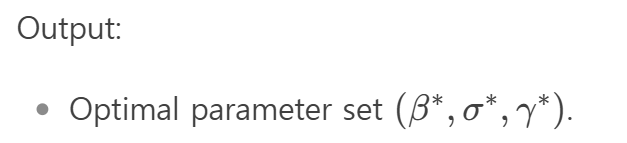 Output:
• Optimal parameter set (β*, σ*, γ*).